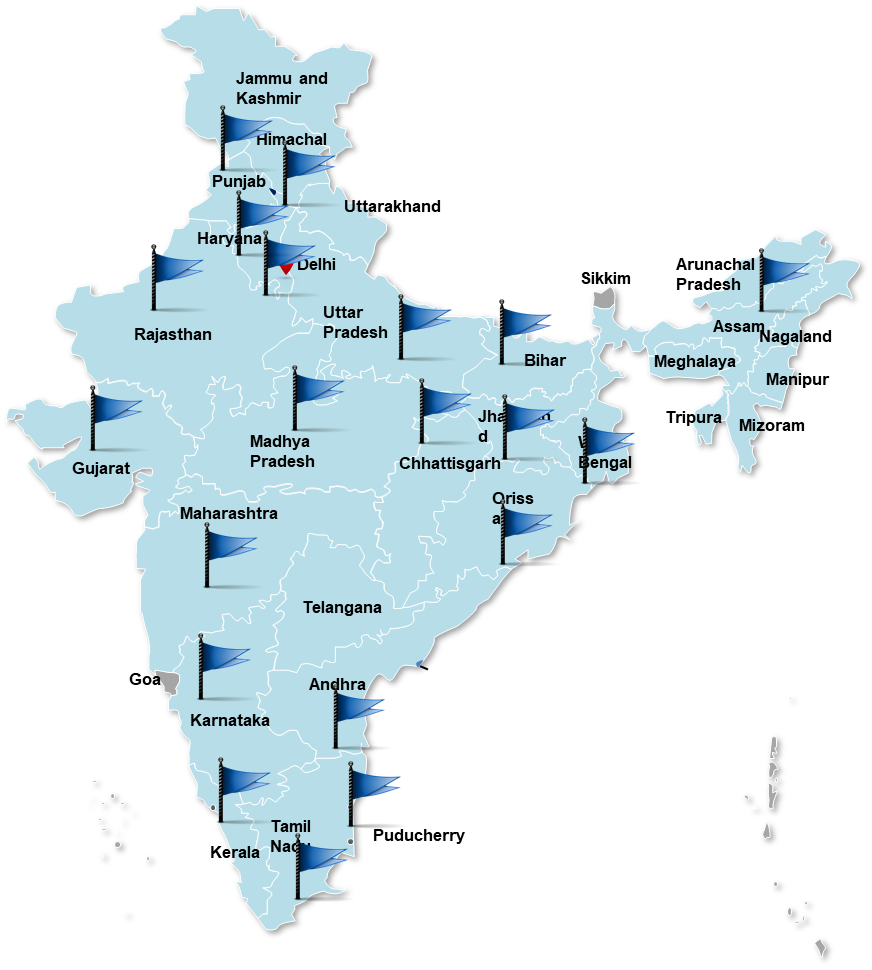 Jammu and
Kashmir
Himachal
Punjab
Uttarakhand
Haryana
Delhi
Arunachal
Pradesh
Sikkim
Uttar
Pradesh
Rajasthan
Assam
Nagaland
Bihar
Meghalaya
Manipur
Madhya
Pradesh
Tripura
Mizoram
d
Chhattisgarh
Bengal
Gujarat
Oriss
a
Maharashtra
Telangana
Goa
Andhra
Karnataka
Tamil
Nadu
Puducherry
Kerala